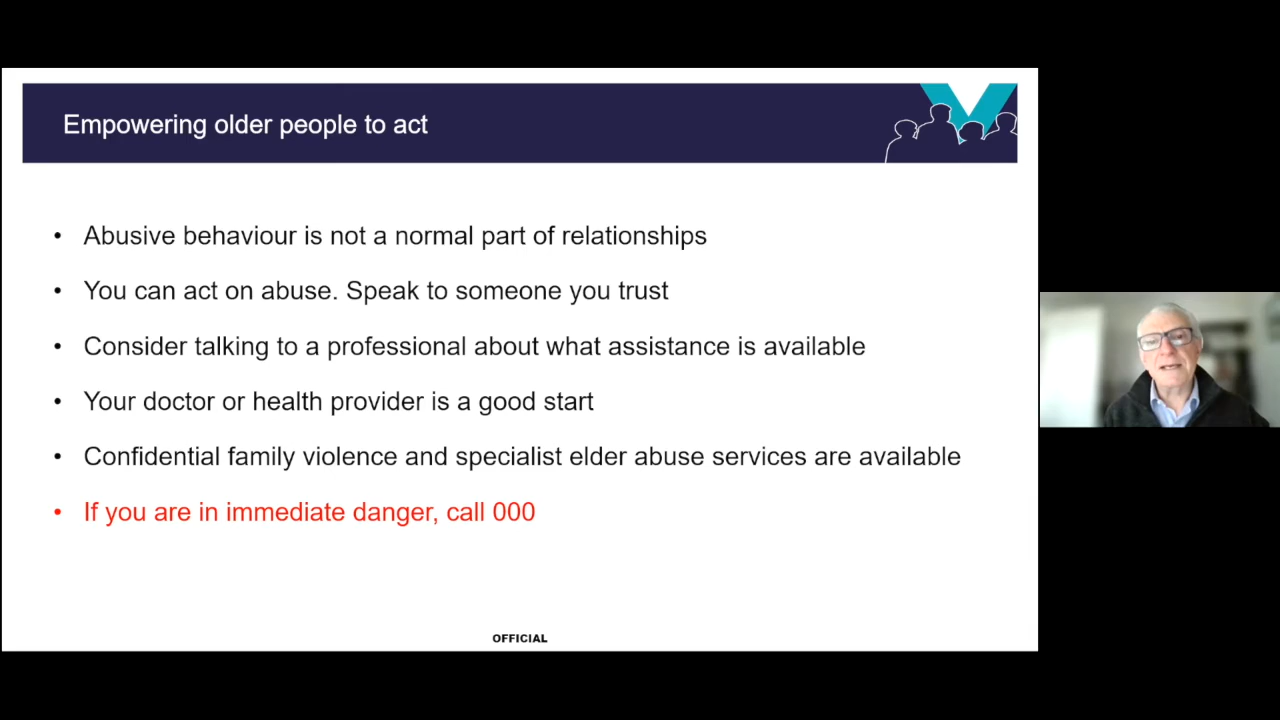 Empowering older people to act
• Abusive behaviour is not a normal part of relationships
• You can act on abuse. Speak to someone you trust
• Consider talking to a professional about what assistance is available
• Your doctor or health provider is a good start
• Confidential family violence and specialist elder abuse services are available
• If you are in immediate danger, call 000
OFFICIAL